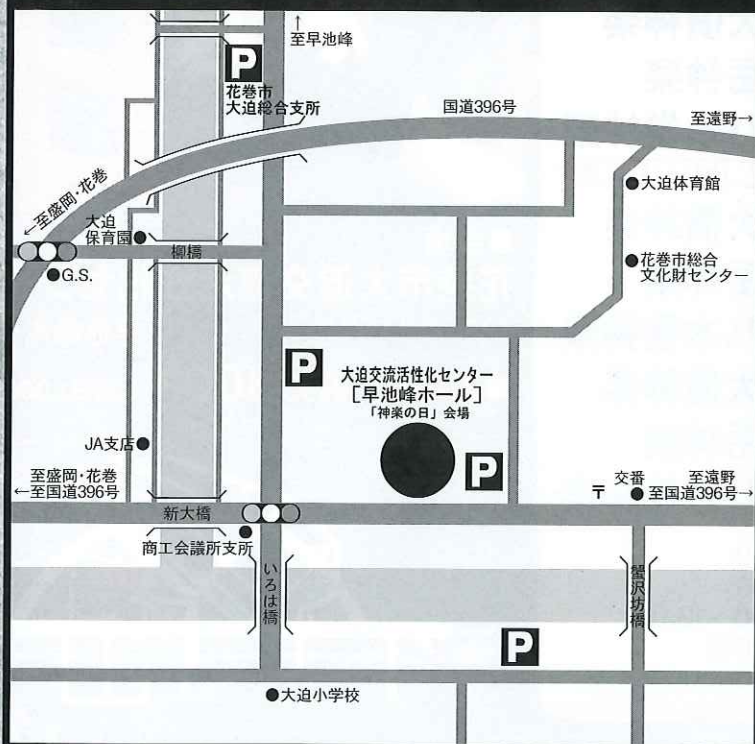 ↑
至早池峰
P
花巻市
大迫総合支所
国道396号
至遠野→
←至盛岡・花巻
大迫
保育園
柳橋
G.S.
大迫体育館
花巻市総合
文化財センター
P
大迫交流活性化センター
[早池峰ホール]
「神楽の日」会場
P
JA支店
至盛岡・花巻
←至国道396号
新大橋
商工会議所支所
〒
交番
至遠野
至国道396号→
いろは橋
蟹沢坊橋
P
大迫小学校